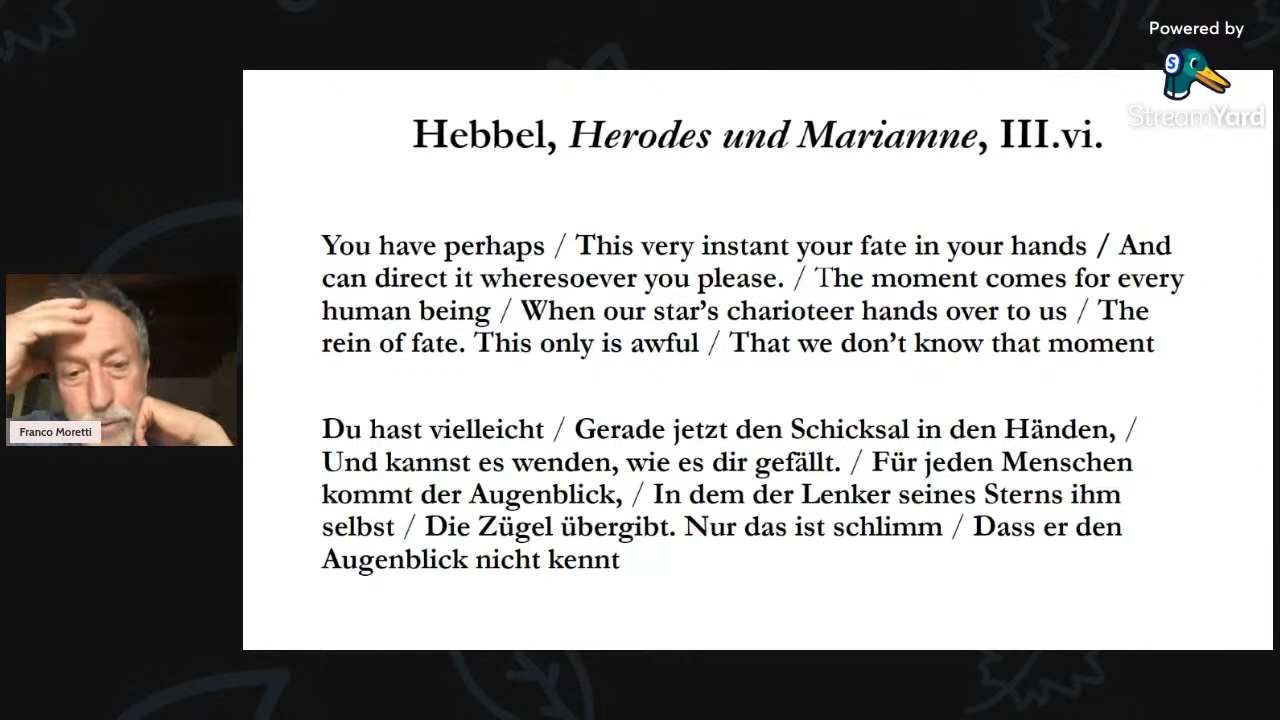 Powered by
StreamYard
Hebbel, Herodes und Mariamne, III.vi.
You have perhaps / This very instant your fate in your hands / And
can direct it wheresoever you please. / The moment comes for every
human being / When our star’s charioteer hands over to us / The
rein of fate. This only is awful / That we don’t know that moment
Du hast vielleicht / Gerade jetzt den Schicksal in den Händen, /
Und kannst es wenden, wie es dir gefällt. / Für jeden Menschen
kommt der Augenblick, / In dem der Lenker seines Sterns ihm
selbst / Die Zügel übergibt. Nur das ist schlimm / Dass er den
Augenblick nicht kennt
Franco Moretti